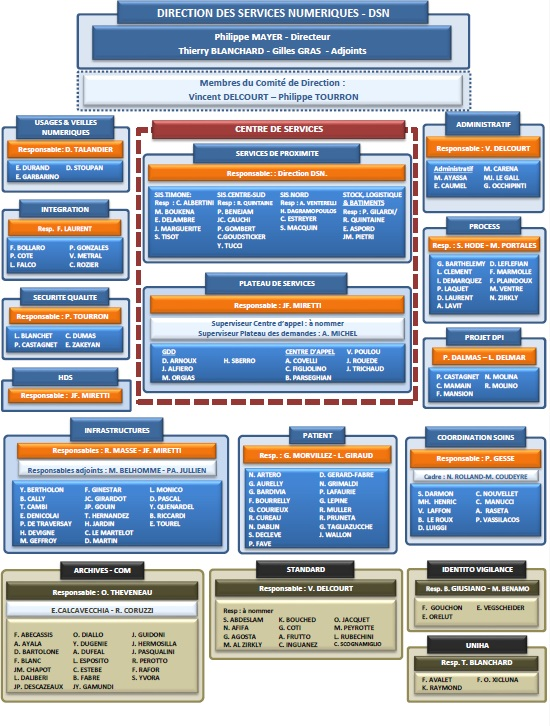 DIRECTION DES SERVICES NUMERIQUES - DSN
Philippe MAYER - Directeur
Thierry BLANCHARD - Gilles GRAS - Adjoints
Membres du Comité de Direction :
Vincent DELCOURT – Philippe TOURRON
USAGES & VEILLES
NUMERIQUES
Responsable: D. TALANDIER
E. DURAND D. STOUPAN
E. GARBARINO
INTEGRATION
Resp. F. LAURENT
F. BOLLARO P. GONZALES
P. COTE V. METRAL
L. FALCO C. ROZIER
SECURITE QUALITE
Responsable : P. TOURRON
L. BLANCHET C. DUMAS
P. CASTAGNET E. ZAKEYAN
HDS
Responsable : JF. MIRETTI
CENTRE DE SERVICES
SERVICES DE PROXIMITE
Responsable: : Direction DSN.
SIS TIMONE:
Resp : C. ALBERTINI
M. BOUKENA
E. DELAMBRE
J. MARGUERITE
S. TISOT
SIS CENTRE-SUD
Resp : R. QUINTAINE
P. BENEJAM
JC. CAUCHI
P. GOMBERT
C.GOUDSTICKER
Y. TUCCI
SIS NORD
Resp : A. VENTERELLI
H. DAGRAMOPOULOS
C. ESTREYER
S. MACQUIN
STOCK, LOGISTIQUE
& BATIMENTS
Resp : P. GILARDI/
R. QUINTAINE
E. ASPORD
JM. PIETRI
PLATEAU DE SERVICES
Responsable : JF. MIRETTI
Superviseur Centre d'appel : à nommer
Superviseur Plateau des demandes : A. MICHEL
GDD
D. ARNOUX H. SBERRO
J. ALFIERO
M. ORGIAS
CENTRE D'APPEL V. POULOU
A. COVELLI J. ROUEDE
C. FIGLIOLINO J. TRICHAUD
B. PARSEGHIAN
ADMINISTRATIF
Responsable : V. DELCOURT
Administratif M. CARENA
M. AYASSA MJ. LE GALL
E. CAUMEL G. OCCHIPINTI
PROCESS
Resp. : S. HODE - M. PORTALES
G. BARTHELEMY D. LEFLEFIAN
L. CLEMENT F. MARMOLLE
I. DEMARQUEZ F. PLAINDOUX
P. LAQUET M. VENTRE
D. LAURENT N. ZIRKLY
A. LAVIT
PROJET DPI
P. DALMAS – L. DELMAR
P. CASTAGNET N. MOLINA
C. MAMAIN R. MOLINO
F. MANSION
INFRASTRUCTURES
Responsables : R. MASSE - JF. MIRETTI
Responsables adjoints : M. BELHOMME - PA. JULLIEN
Y. BERTHOLON F. GINESTAR L. MONICO
B. CALLY JC. GIRARDOT D. PASCAL
T. CAMBI JP. GOUIN Y. QUENARDEL
E. DENICOLAI T. HERNANDEZ B. RICCARDI
P. DE TRAVERSAY H. JARDIN E. TOUREL
H. DEVIGNE C. LE MARTELOT
M. GEFFROY D. MARTIN
PATIENT
Resp. : G. MORVILLEZ - L. GIRAUD
N. ARTERO D. GERARD-FABRE
G. AURELLY N. GRIMALDI
G. BARDIVIA P. LAFAURIE
F. BOURRELLY G. LEPINE
G. COURIEUX R. MULLER
R. CUREAU R. PRUNETA
N. DABLIN G. TAGLIAZUCCHE
S. DECLEVE J. WALLON
P. FAVE
COORDINATION SOINS
Responsable : P. GESSE
Cadre : N. ROLLAND-M. COUDEYRE
S. DARMON C. NOUVELLET
MH. HENRIC C. MANUCCI
V. LAFFON A. RASETA
B. LE ROUX P. VASSILACOS
D. LUIGGI
ARCHIVES - COM
Responsable : O. THEVENEAU
E.CALCAVECCHIA - R. CORUZZI
F. ABECASSIS O. DIALLO J. GUIDONI
A. AYALA Y. DUGENIE J. HERMOSILLA
D. BARTOLONE A. DUFEAL J. PASQUALINI
F. BLANC L. ESPOSITO R. PEROTTO
JM. CHAPOT C. ESTEBE F. RAFOR
L. DALIBERI B. FABRE S. YVORA
JP. DESCAZEAUX JY. GAMUNDI
STANDARD
Responsable : V. DELCOURT
Resp : à nommer
S. ABDESLAM K. BOUCHED O. JACQUET
N. AFIFA G. COTI M. PEYROTTE
G. AGOSTA A. FRUTTO L. RUBECHINI
M. AL ZIRKLY C. INGUANEZ C. SCOGNAMIGLIO
IDENTITO VIGILANCE
Resp. B. GIUSIANO - M. BENAMO
F. GOUCHON E. VEGSCHEIDER
E. ORELUT
UNIHA
Resp. T. BLANCHARD
F. AVALET F. O. XICLUNA
K. RAYMOND